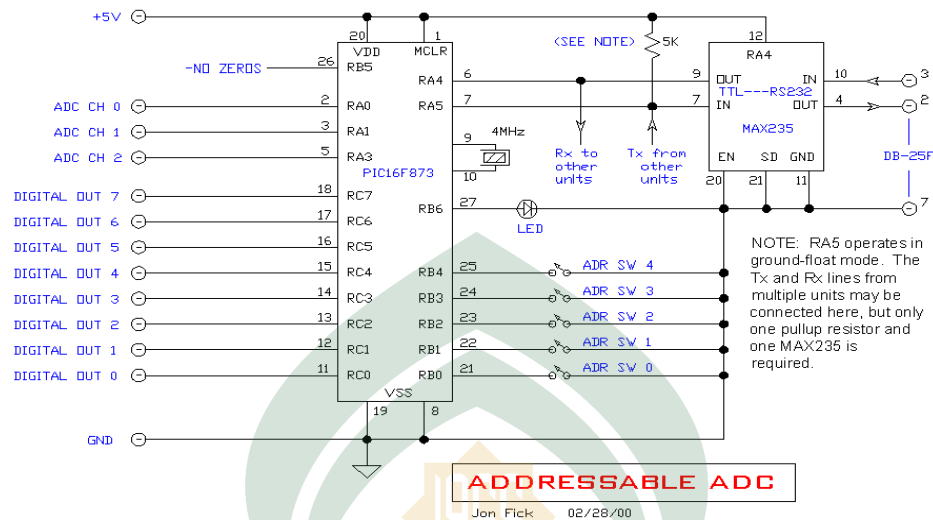 +5V
20
1
VDD
MCLR
(SEE NOTE)
5K
12
RA4
-NO ZEROS
26
RB5
RA4
6
9
OUT
IN
10
3
TTL---RS232
ADC CH 0
2
RA0
RA5
7
7
IN
OUT
4
2
ADC CH 1
3
RA1
MAX235
ADC CH 2
5
RA3
9
4MHz
10
PIC16F873
Rx to
other
units
Tx from
other
units
DB-25F
EN
SD
GND
20
21
11
DIGITAL OUT 7
18
RC7
RB6
27
LED
7
DIGITAL OUT 6
17
RC6
DIGITAL OUT 5
16
RC5
DIGITAL OUT 4
15
RC4
RB4
25
ADR SW 4
DIGITAL OUT 3
14
RC3
RB3
24
ADR SW 3
DIGITAL OUT 2
13
RC2
RB2
23
ADR SW 2
DIGITAL OUT 1
12
RC1
RB1
22
ADR SW 1
DIGITAL OUT 0
11
RC0
RB0
21
ADR SW 0
NOTE: RA5 operates in
ground-float mode. The
Tx and Rx lines from
multiple units may be
connected here, but only
one pullup resistor and
one MAX235 is
required.
VSS
19
8
GND
ADDRESSABLE ADC
Jon Fick 02/28/00